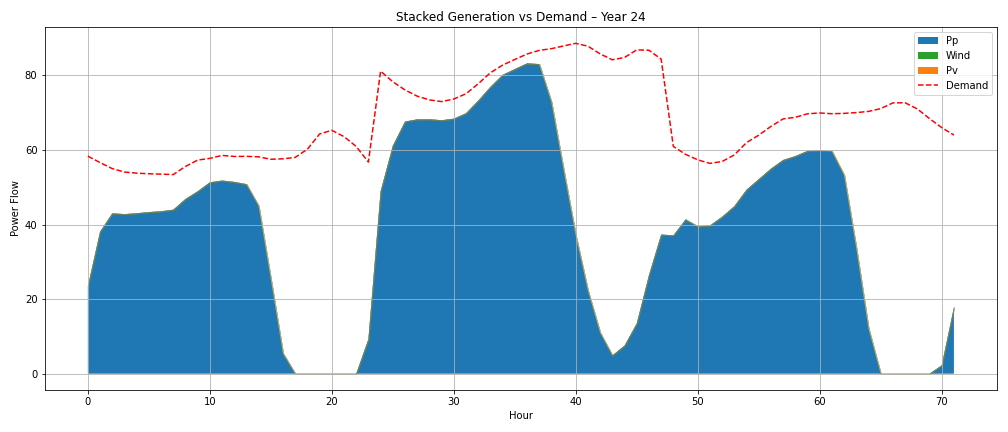 Stacked Generation vs Demand – Year 24
Pp
Wind
Pv
Demand
Power Flow
80
60
40
20
0
0 10 20 30 40 50 60 70
Hour